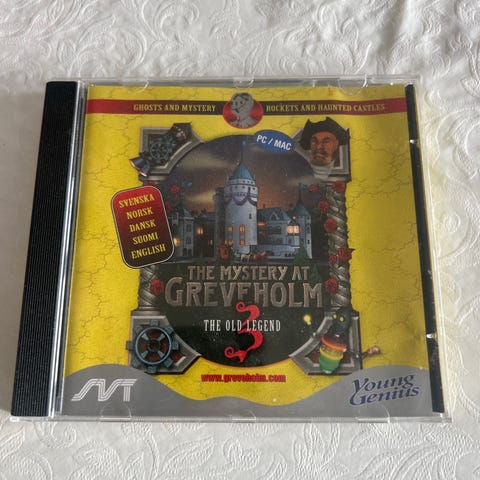 GHOSTS AND MYSTERY ROCKETS AND HAUNTED CASTLES
PC / MAC
SVENSKA
NORSK
DANSK
SUOMI
ENGLISH
THE MYSTERY AT
GREVEHOLM
3
THE OLD LEGEND
www.greveholm.com
Young
Genius